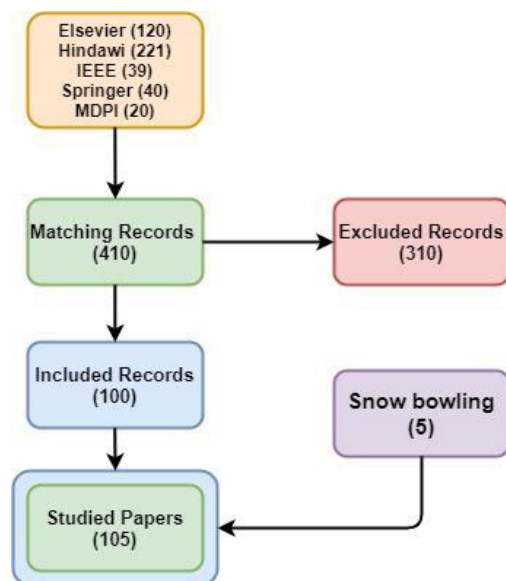 Elsevier (120)
Hindawi (221)
IEEE (39)
Springer (40)
MDPI (20)
Matching Records
(410)
Excluded Records
(310)
Included Records
(100)
Snow bowling
(5)
Studied Papers
(105)